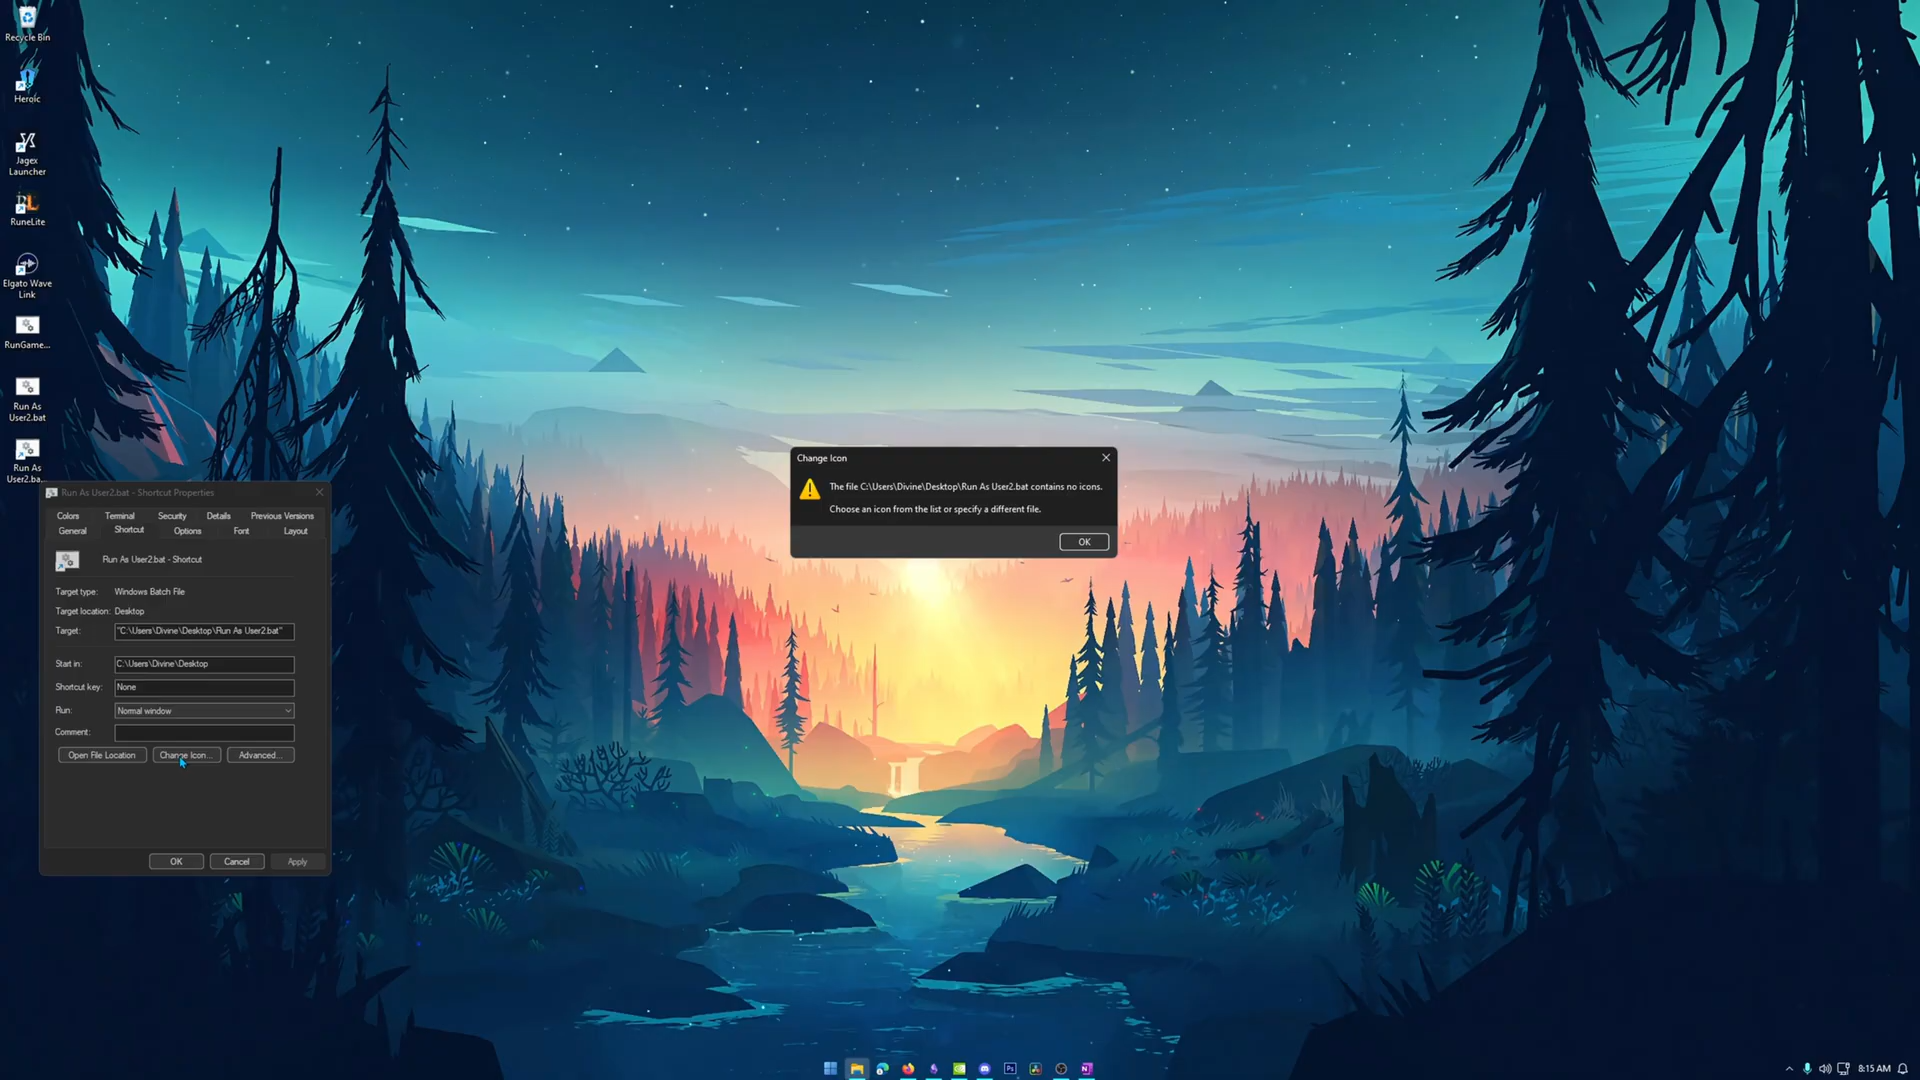 Recycle Bin
Heroic
Jagex
Launcher
RL
RuneLite
Elgato Wave
Link
RunGame...
Run As
User2.bat
Run As
User2.ba...
Run As User2.bat - Shortcut Properties
Colors Terminal Security Details Previous Versions
General Shortcut Options Font Layout
Run As User2.bat - Shortcut
Target type: Windows Batch File
Target location: Desktop
Target: "C:\Users\Divine\Desktop\Run As User2.bat"
Start in: C:\Users\Divine\Desktop
Shortcut key: None
Run: Normal window
Comment:
Open File Location Change Icon... Advanced...
OK Cancel Apply
Change Icon
The file C:\Users\Divine\Desktop\Run As User2.bat contains no icons.
Choose an icon from the list or specify a different file.
OK
Ps
N
8:15 AM